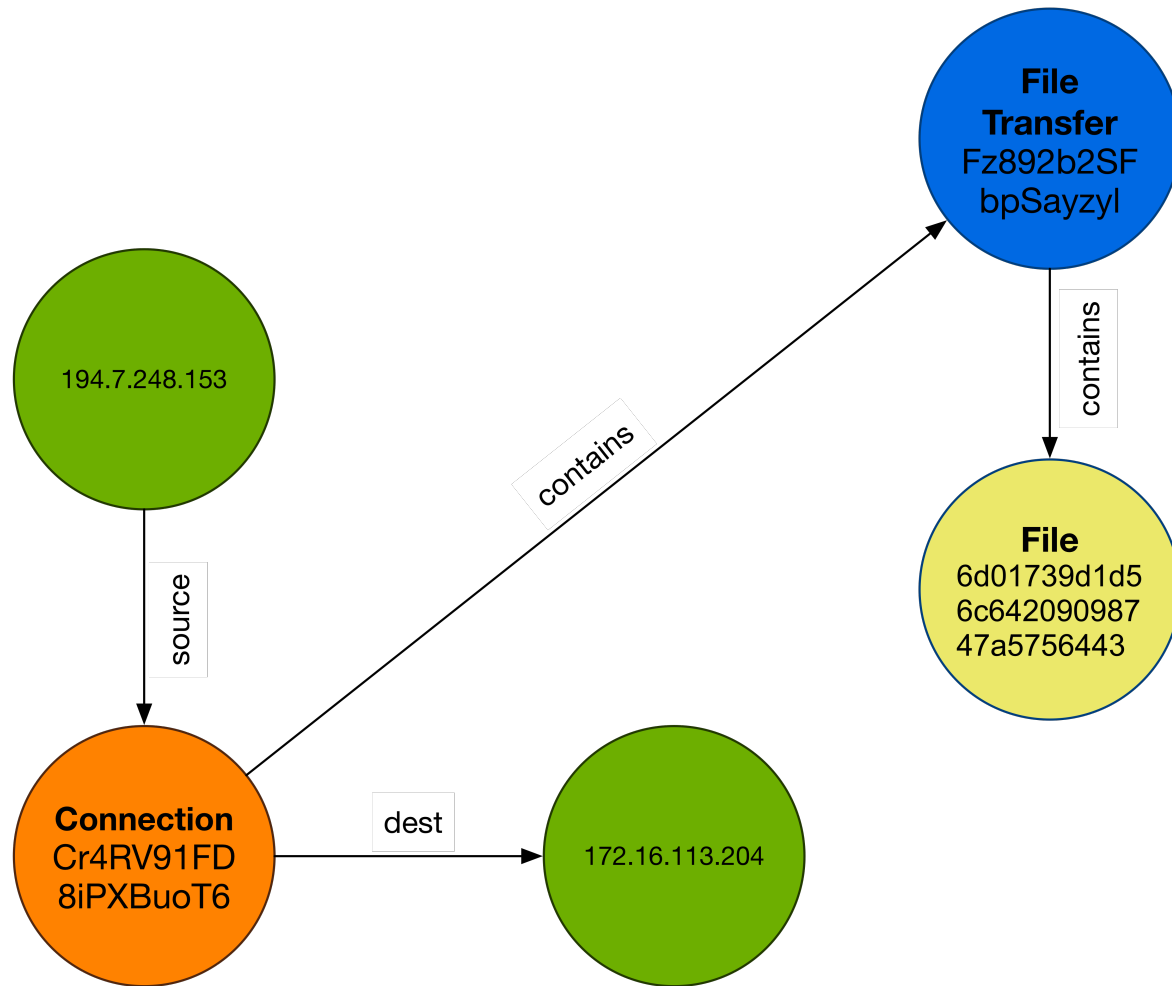 File
Transfer
Fz892b2SF
bpSayzyl
194.7.248.153
contains
contains
source
File
6d01739d1d5
6c642090987
47a5756443
Connection
Cr4RV91FD
8iPXBuoT6
dest
172.16.113.204